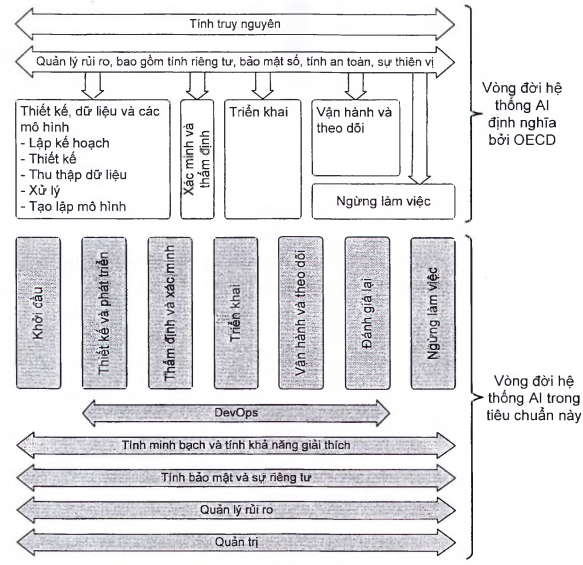 Tính truy nguyên
Quản lý rủi ro, bao gồm tính riêng tư, bảo mật số, tính an toàn, sự thiên vị
Thiết kế, dữ liệu và các
mô hình
- Lập kế hoạch
- Thiết kế
- Thu thập dữ liệu
- Xử lý
- Tạo lập mô hình
Xác minh và
thẩm định
Triển khai
Vận hành và
theo dõi
Ngừng làm việc
Vòng đời hệ
thống AI
định nghĩa
bởi OECD
Khởi cầu
Thiết kế và phát triển
Thẩm định và xác minh
Triển khai
Vận hành và theo dõi
Đánh giá lại
Ngừng làm việc
DevOps
Tính minh bạch và tính khả năng giải thích
Tính bảo mật và sự riêng tư
Quản lý rủi ro
Quản trị
Vòng đời hệ
thống AI trong
tiêu chuẩn này